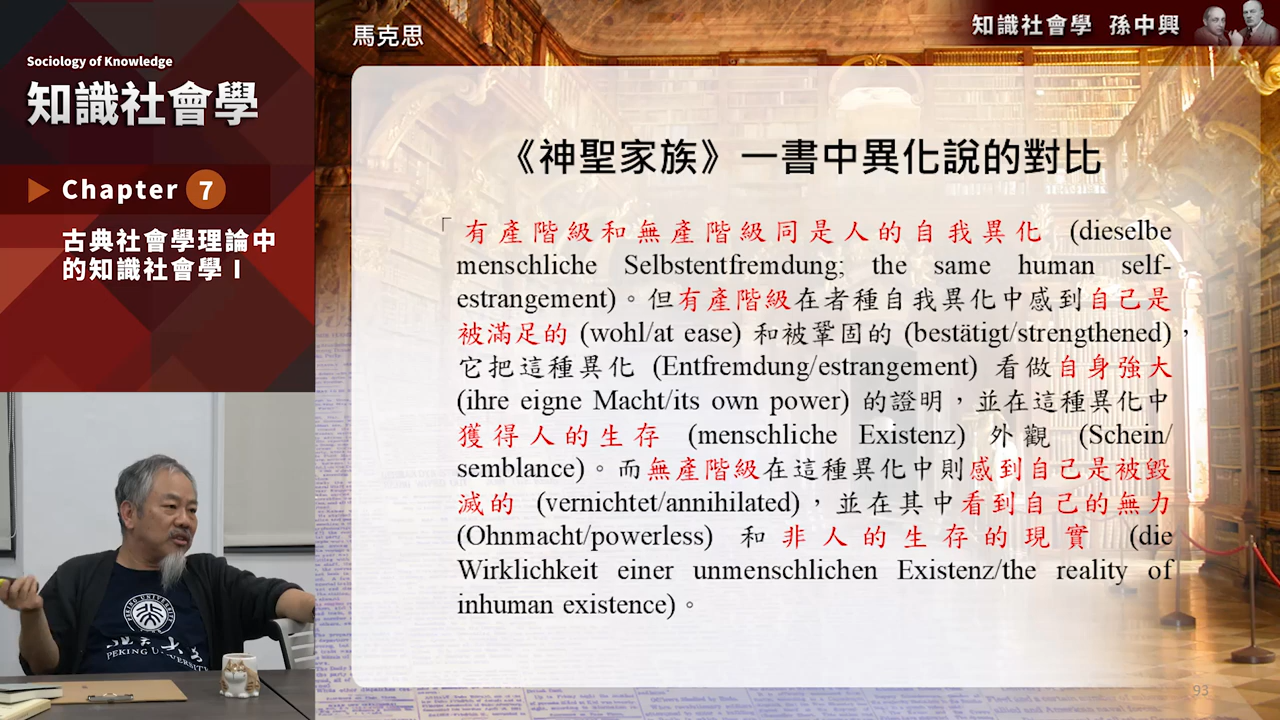 Sociology of Knowledge
知識社會學
Chapter 7
古典社會學理論中
的知識社會學 I
馬克思
知識社會學 孫中興
《神聖家族》一書中異化說的對比
「有產階級和無產階級同是人的自我異化 (dieselbe
menschliche Selbstentfremdung; the same human self-
estrangement)。但有產階級在者種自我異化中感到自己是
被滿足的 (wohl/at ease) 和被鞏固的 (bestätigt/strengthened)，
它把這種異化 (Entfremdung/estrangement) 看做自身強大
(ihre eigne Macht/its own power) 的證明，並在這種異化中
獲得人的生存 (menschliche Existenz) 外觀 (Schein/
semblance)。而無產階級在這種異化中則感到自己是被毀
滅的 (vernichtet/annihilated)，並在其中看到自己的無力
(Ohnmacht/powerless) 和非人的生存的現實 (die
Wirklichkeit einer unmenschlichen Existenz/the reality of
inhuman existence)。
93
PEKING UNIVERSITY